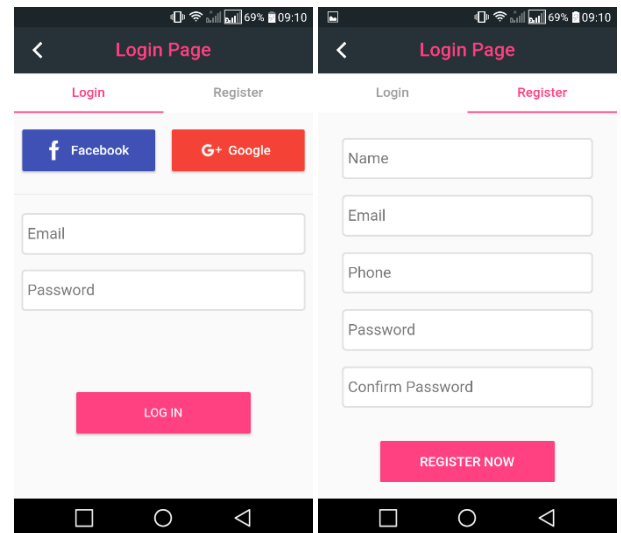 69% 09:10
Login Page
Login Register
f Facebook G+ Google
Email
Password
LOG IN
69% 09:10
Login Page
Login Register
Name
Email
Phone
Password
Confirm Password
REGISTER NOW